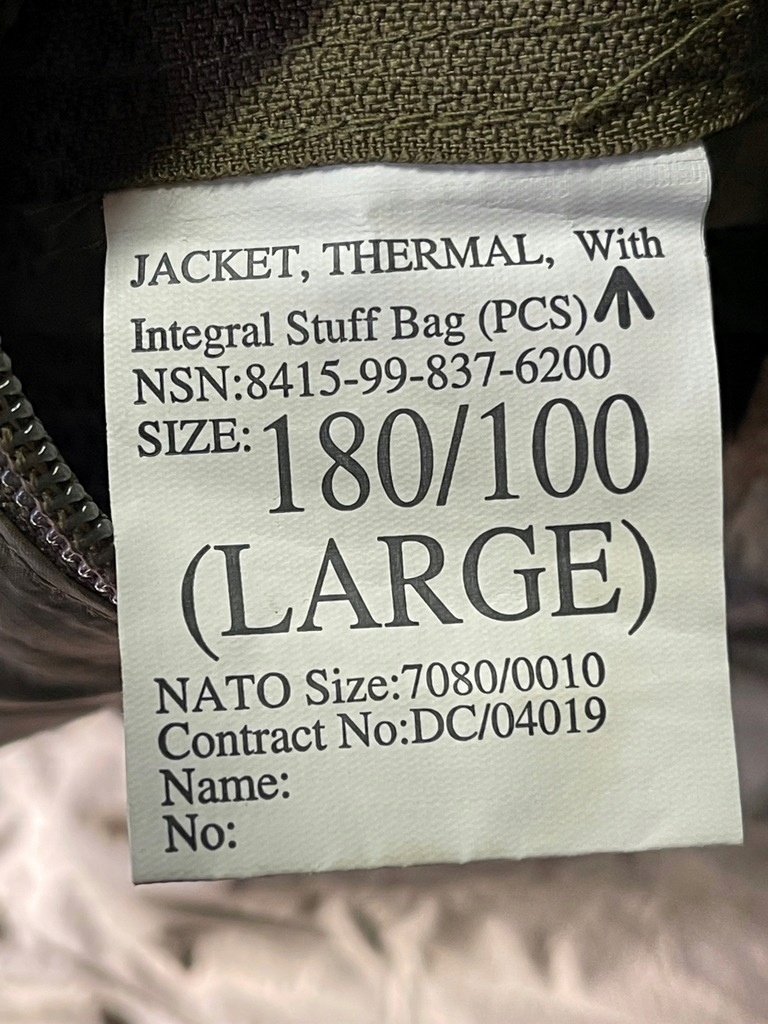 JACKET, THERMAL, With
Integral Stuff Bag (PCS)
NSN:8415-99-837-6200
SIZE: 180/100
(LARGE)
NATO Size:7080/0010
Contract No:DC/04019
Name:
No: